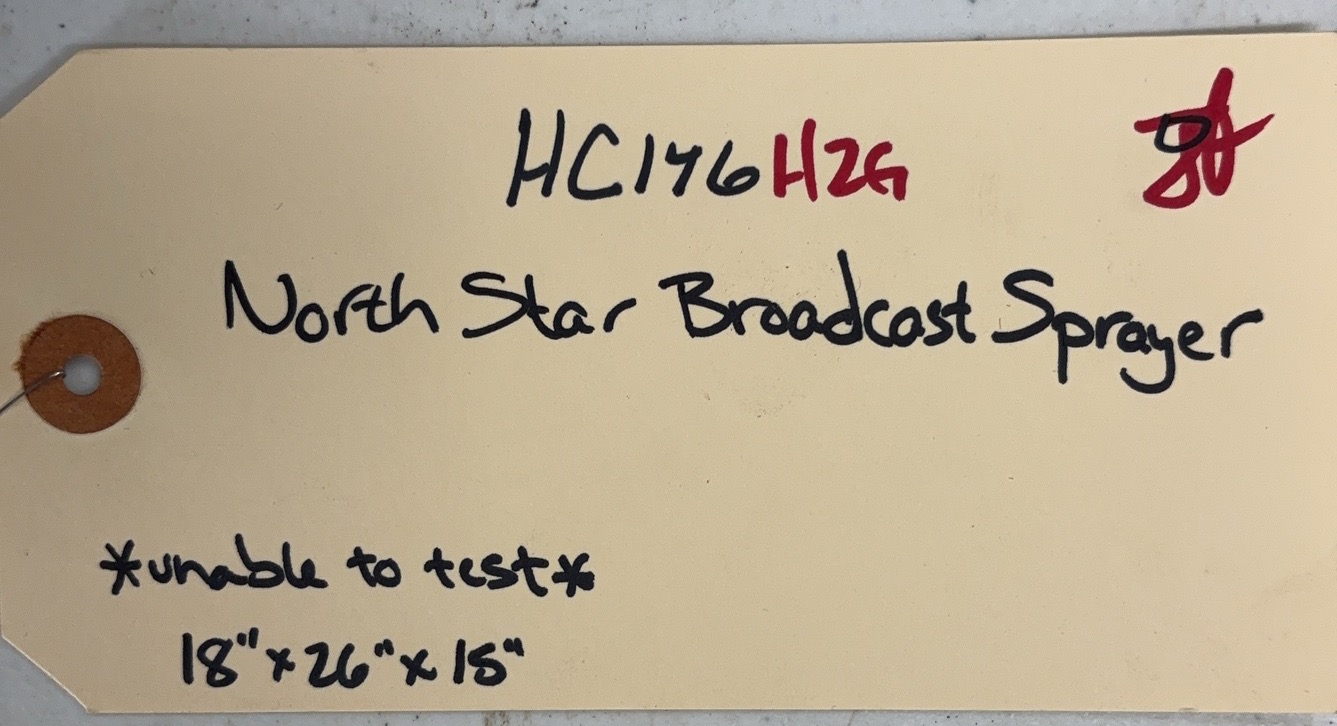 HC146H2G
North Star Broadcast Sprayer
*unable to test*
18"x26"x15"